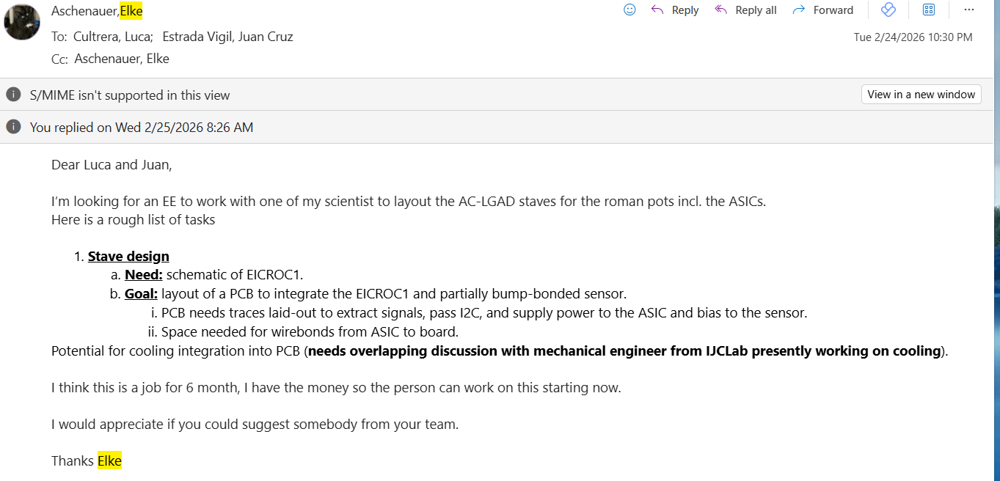 Aschenauer,Elke
Reply
Reply all
Forward
To: Cultrera, Luca; Estrada Vigil, Juan Cruz
Tue 2/24/2026 10:30 PM
Cc: Aschenauer, Elke
S/MIME isn't supported in this view
View in a new window
You replied on Wed 2/25/2026 8:26 AM
Dear Luca and Juan,
I'm looking for an EE to work with one of my scientist to layout the AC-LGAD staves for the roman pots incl. the ASICs.
Here is a rough list of tasks
1. Stave design
a. Need: schematic of EICROC1.
b. Goal: layout of a PCB to integrate the EICROC1 and partially bump-bonded sensor.
i. PCB needs traces laid-out to extract signals, pass I2C, and supply power to the ASIC and bias to the sensor.
ii. Space needed for wirebonds from ASIC to board.
Potential for cooling integration into PCB (needs overlapping discussion with mechanical engineer from IJCLab presently working on cooling).
I think this is a job for 6 month, I have the money so the person can work on this starting now.
I would appreciate if you could suggest somebody from your team.
Thanks Elke